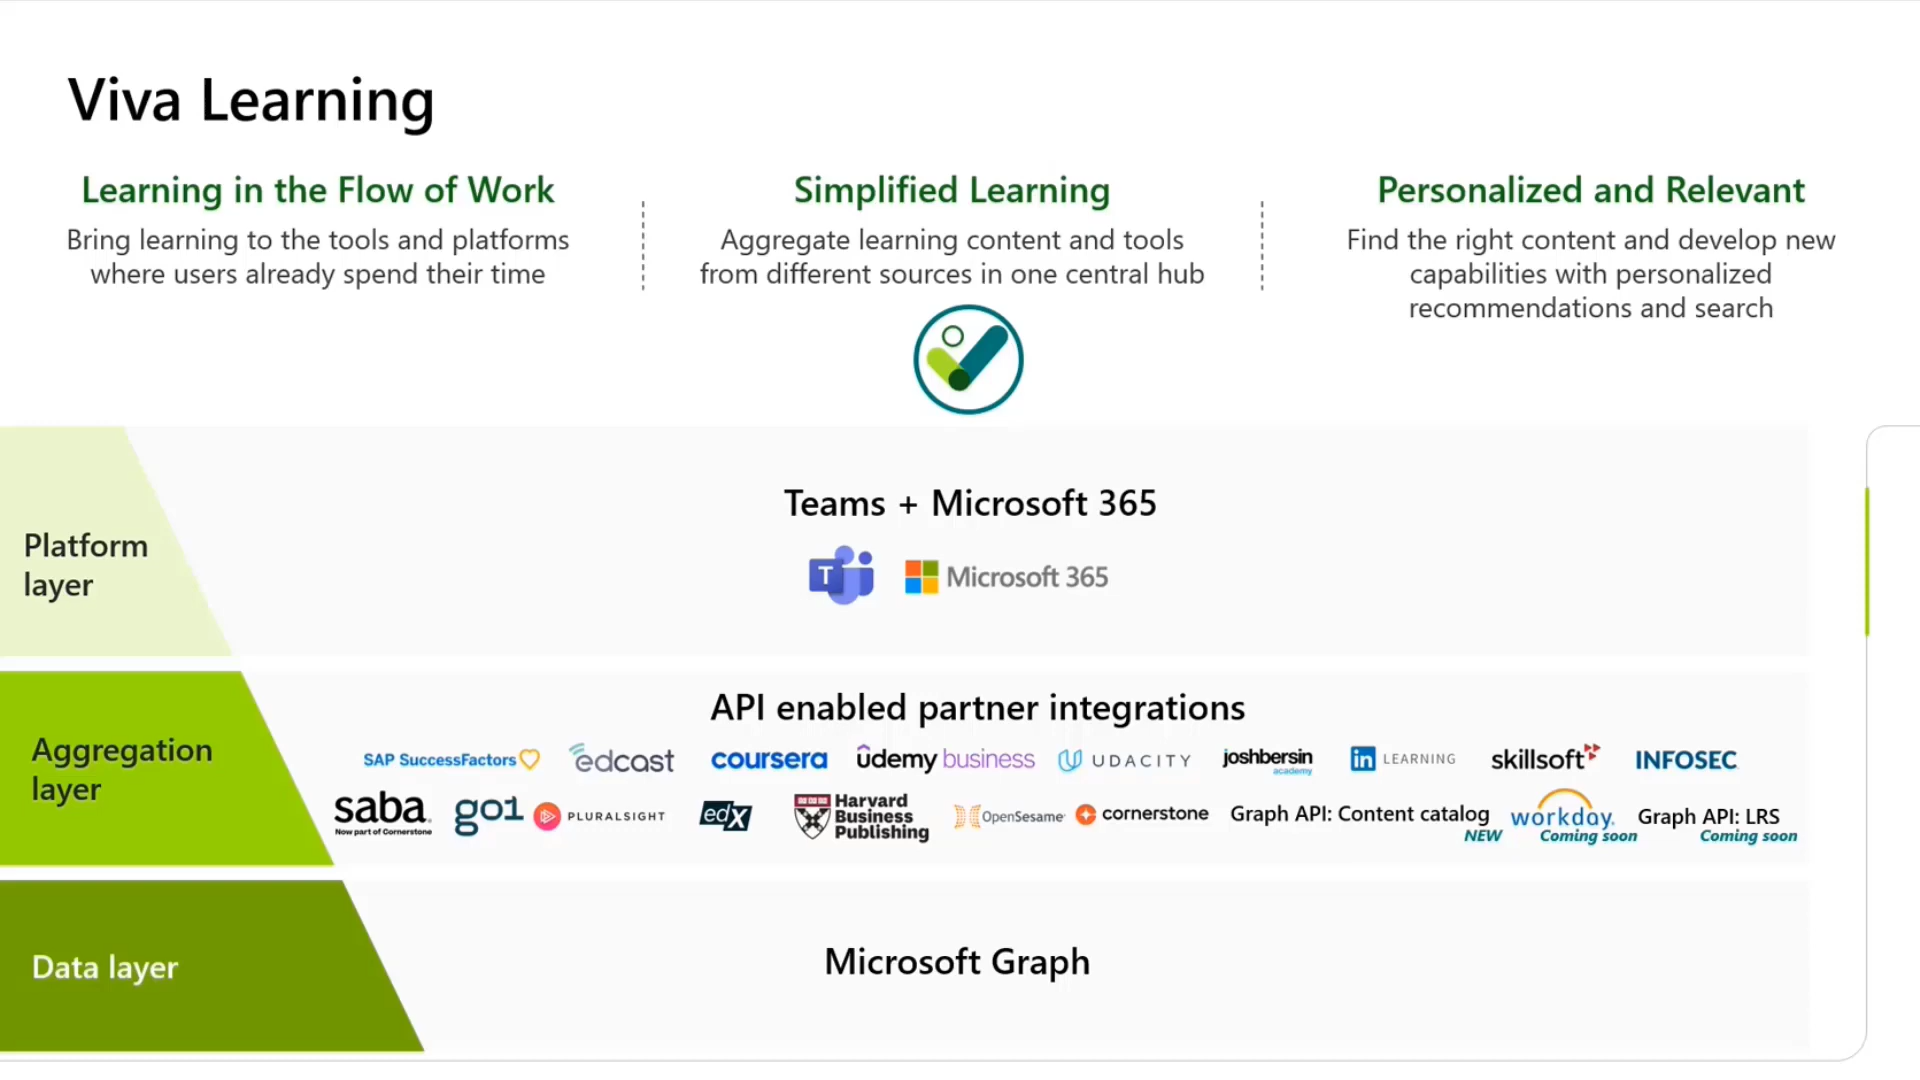 Viva Learning
Learning in the Flow of Work
Bring learning to the tools and platforms
where users already spend their time
Simplified Learning
Aggregate learning content and tools
from different sources in one central hub
Personalized and Relevant
Find the right content and develop new
capabilities with personalized
recommendations and search
Platform
layer
Teams + Microsoft 365
T
Microsoft 365
Aggregation
layer
API enabled partner integrations
SAP SuccessFactors
edcast
coursera
ûdemy business
UDACITY
joshbersin
academy
in LEARNING
skillsoft
INFOSEC
saba
Now part of Cornerstone
go1
PLURALSIGHT
edX
Harvard
Business
Publishing
OpenSesame
cornerstone
Graph API: Content catalog
NEW
workday.
Coming soon
Graph API: LRS
Coming soon
Data layer
Microsoft Graph